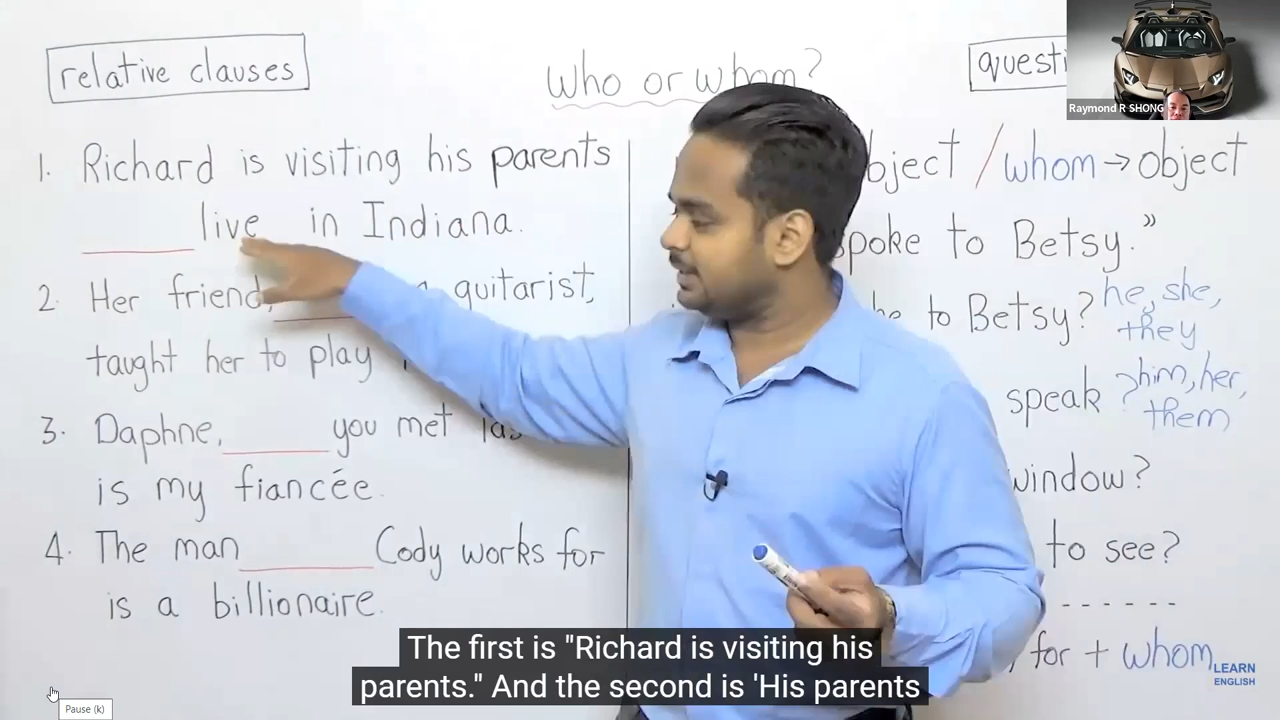 relative clauses
Who or whom?
questi
Raymond R SHONG
1. Richard is visiting his parents
live in Indiana.
2. Her friend, guitarist,
taught her to play
3. Daphne, you met las
is my fiancée.
4. The man Cody works for
is a billionaire.
bject / whom → object
spoke to Betsy."
to Betsy? he, she,
they
speak ? him, her,
them
window?
to see?
for + whom
The first is "Richard is visiting his
parents." And the second is 'His parents
LEARN
ENGLISH
Pause (k)